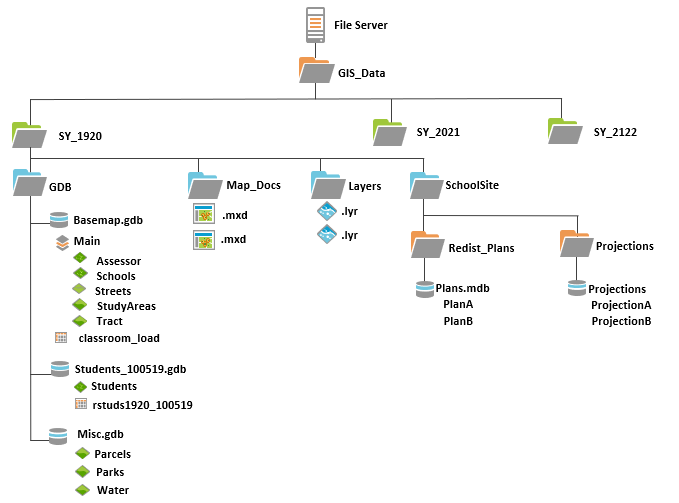 File Server
GIS_Data
SY_1920
SY_2021
SY_2122
GDB
Map_Docs
Layers
SchoolSite
.mxd
.mxd
.lyr
.lyr
Basemap.gdb
Main
Assessor
Schools
Streets
StudyAreas
Tract
classroom_load
Students_100519.gdb
Students
rstuds1920_100519
Misc.gdb
Parcels
Parks
Water
Redist_Plans
Plans.mdb
PlanA
PlanB
Projections
Projections
ProjectionA
ProjectionB